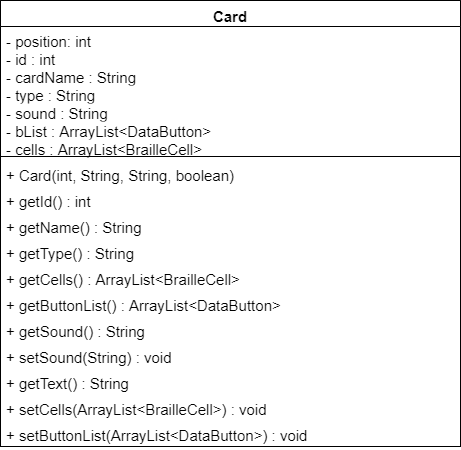 Card
- position: int
- id : int
- cardName : String
- type : String
- sound : String
- bList : ArrayList<DataButton>
- cells : ArrayList<BrailleCell>
+ Card(int, String, String, boolean)
+ getId() : int
+ getName() : String
+ getType() : String
+ getCells() : ArrayList<BrailleCell>
+ getButtonList() : ArrayList<DataButton>
+ getSound() : String
+ setSound(String) : void
+ getText() : String
+ setCells(ArrayList<BrailleCell>) : void
+ setButtonList(ArrayList<DataButton>) : void